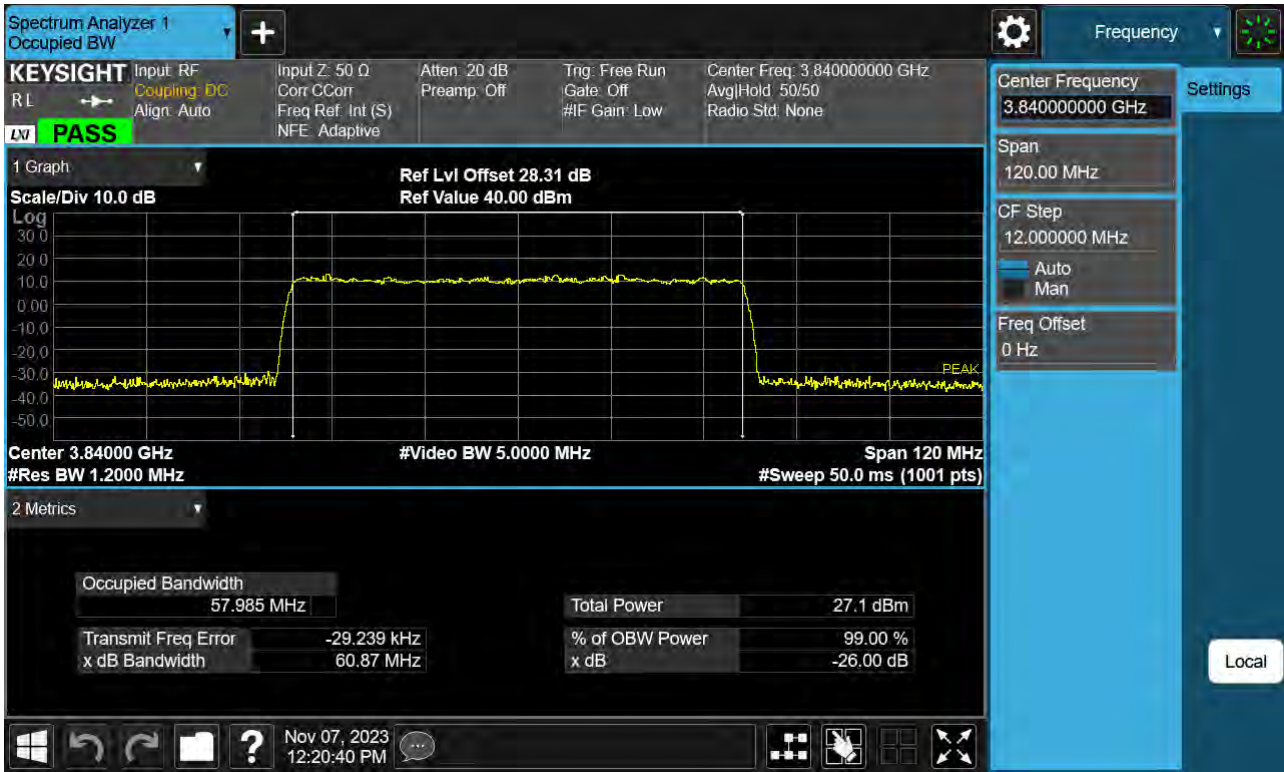 Spectrum Analyzer 1
Occupied BW
+
Frequency
KEYSIGHT Input: RF Input Z: 50 Ω Atten: 20 dB Trig: Free Run Center Freq: 3.840000000 GHz
Coupling: DC Corr CCorr Preamp: Off Gate: Off Avg|Hold: 50/50
RL Align: Auto Freq Ref: Int (S) #IF Gain: Low Radio Std: None
LXI PASS NFE: Adaptive
Center Frequency
3.840000000 GHz
Settings
Span
120.00 MHz
CF Step
12.000000 MHz
Auto
Man
Freq Offset
0 Hz
Local
1 Graph
Ref Lvl Offset 28.31 dB
Scale/Div 10.0 dB Ref Value 40.00 dBm
Log
30.0
20.0
10.0
0.00
-10.0
-20.0
-30.0
PEAK
-40.0
-50.0
Center 3.84000 GHz #Video BW 5.0000 MHz Span 120 MHz
#Res BW 1.2000 MHz #Sweep 50.0 ms (1001 pts)
2 Metrics
Occupied Bandwidth
57.985 MHz Total Power 27.1 dBm
Transmit Freq Error -29.239 kHz % of OBW Power 99.00 %
x dB Bandwidth 60.87 MHz x dB -26.00 dB
? Nov 07, 2023
12:20:40 PM